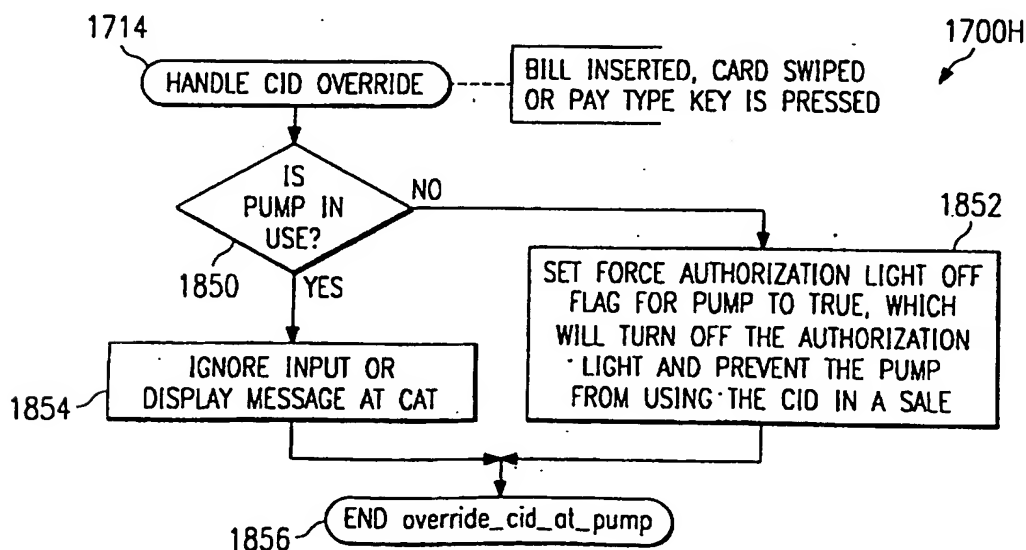 1714
1700H
HANDLE CID OVERRIDE
BILL INSERTED, CARD SWIPED
OR PAY TYPE KEY IS PRESSED
IS
PUMP IN
USE?
NO
1850
YES
1852
SET FORCE AUTHORIZATION LIGHT OFF
FLAG FOR PUMP TO TRUE, WHICH
WILL TURN OFF THE AUTHORIZATION
LIGHT AND PREVENT THE PUMP
FROM USING THE CID IN A SALE
IGNORE INPUT OR
DISPLAY MESSAGE AT CAT
1854
END override_cid_at_pump
1856